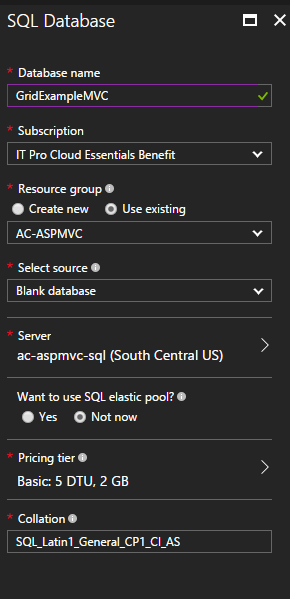 SQL Database
* Database name
GridExampleMVC
* Subscription
IT Pro Cloud Essentials Benefit
* Resource group
Create new Use existing
AC-ASPMVC
* Select source
Blank database
* Server
ac-aspmvc-sql (South Central US)
Want to use SQL elastic pool?
Yes Not now
* Pricing tier
Basic: 5 DTU, 2 GB
* Collation
SQL_Latin1_General_CP1_CI_AS